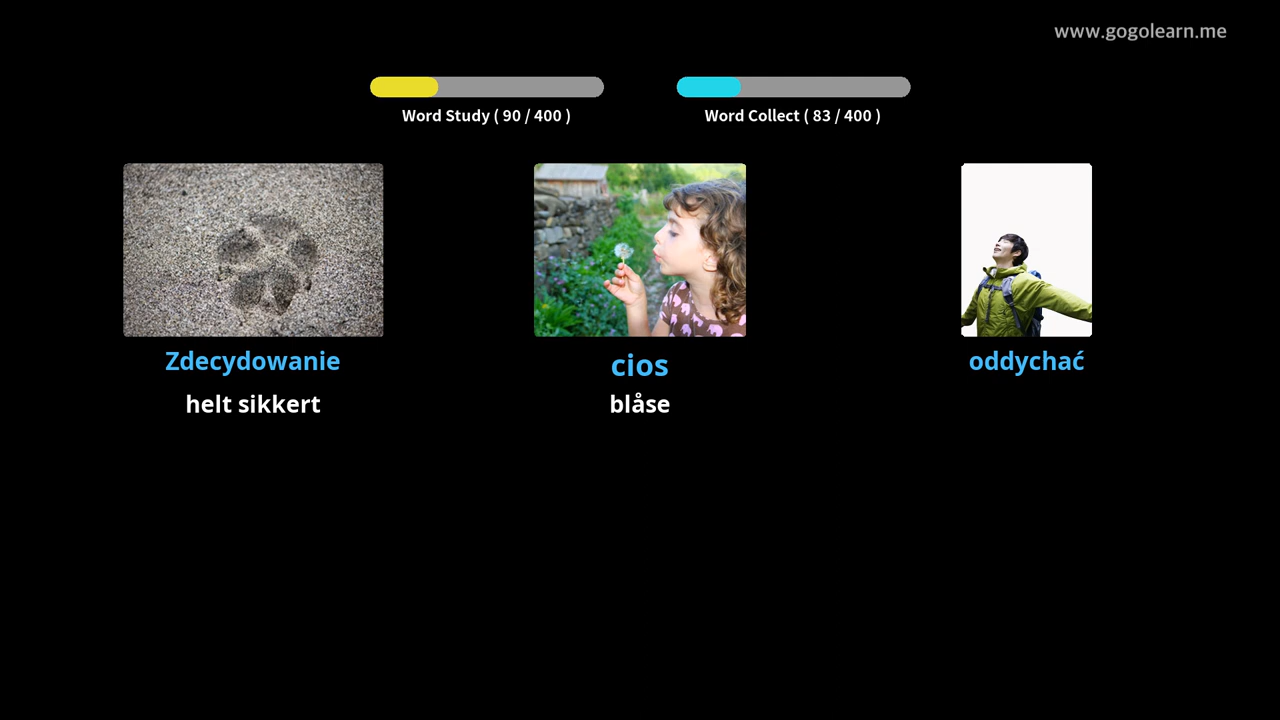 www.gogolearn.me
Word Study ( 90 / 400 )
Word Collect ( 83 / 400 )
Zdecydowanie
cios
oddychać
helt sikkert
blåse